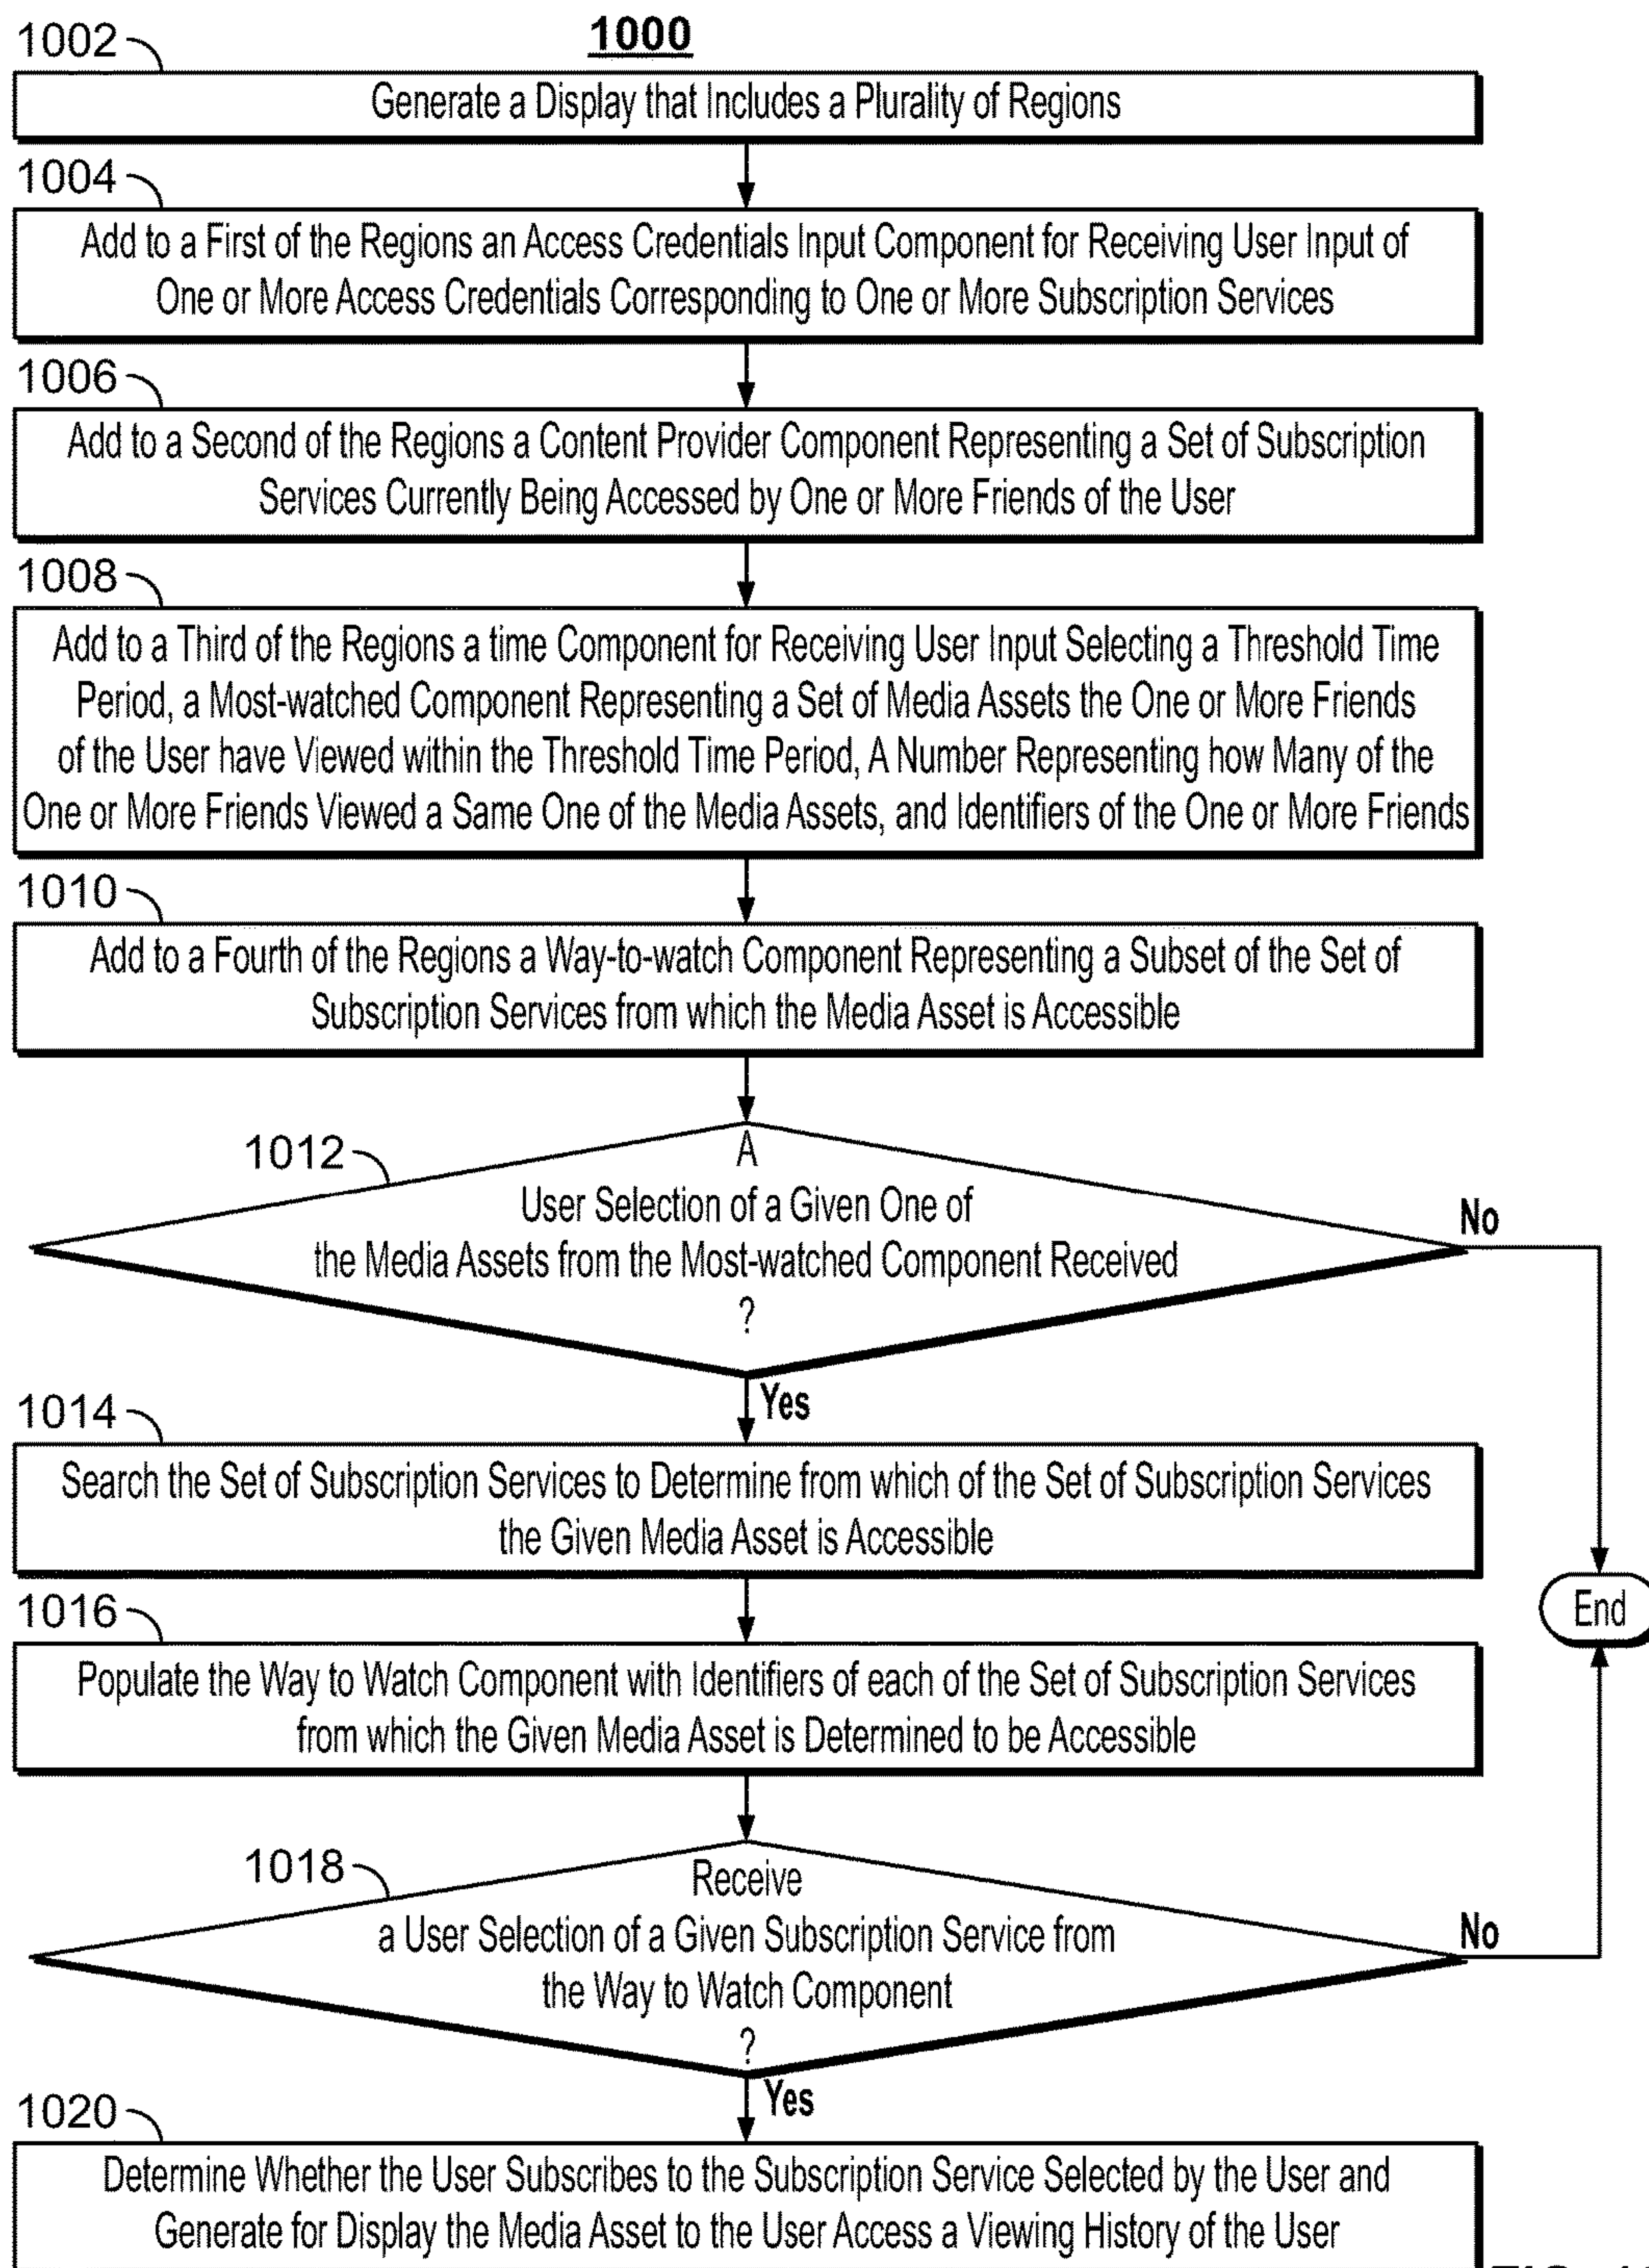 1000
1002
Generate a Display that Includes a Plurality of Regions
1004
Add to a First of the Regions an Access Credentials Input Component for Receiving User Input of
One or More Access Credentials Corresponding to One or More Subscription Services
1006
Add to a Second of the Regions a Content Provider Component Representing a Set of Subscription
Services Currently Being Accessed by One or More Friends of the User
1008
Add to a Third of the Regions a time Component for Receiving User Input Selecting a Threshold Time
Period, a Most-watched Component Representing a Set of Media Assets the One or More Friends
of the User have Viewed within the Threshold Time Period, A Number Representing how Many of the
One or More Friends Viewed a Same One of the Media Assets, and Identifiers of the One or More Friends
1010
Add to a Fourth of the Regions a Way-to-watch Component Representing a Subset of the Set of
Subscription Services from which the Media Asset is Accessible
1012
A
User Selection of a Given One of
the Media Assets from the Most-watched Component Received
?
No
Yes
1014
Search the Set of Subscription Services to Determine from which of the Set of Subscription Services
the Given Media Asset is Accessible
End
1016
Populate the Way to Watch Component with Identifiers of each of the Set of Subscription Services
from which the Given Media Asset is Determined to be Accessible
1018
Receive
a User Selection of a Given Subscription Service from
the Way to Watch Component
?
No
Yes
1020
Determine Whether the User Subscribes to the Subscription Service Selected by the User and
Generate for Display the Media Asset to the User Access a Viewing History of the User